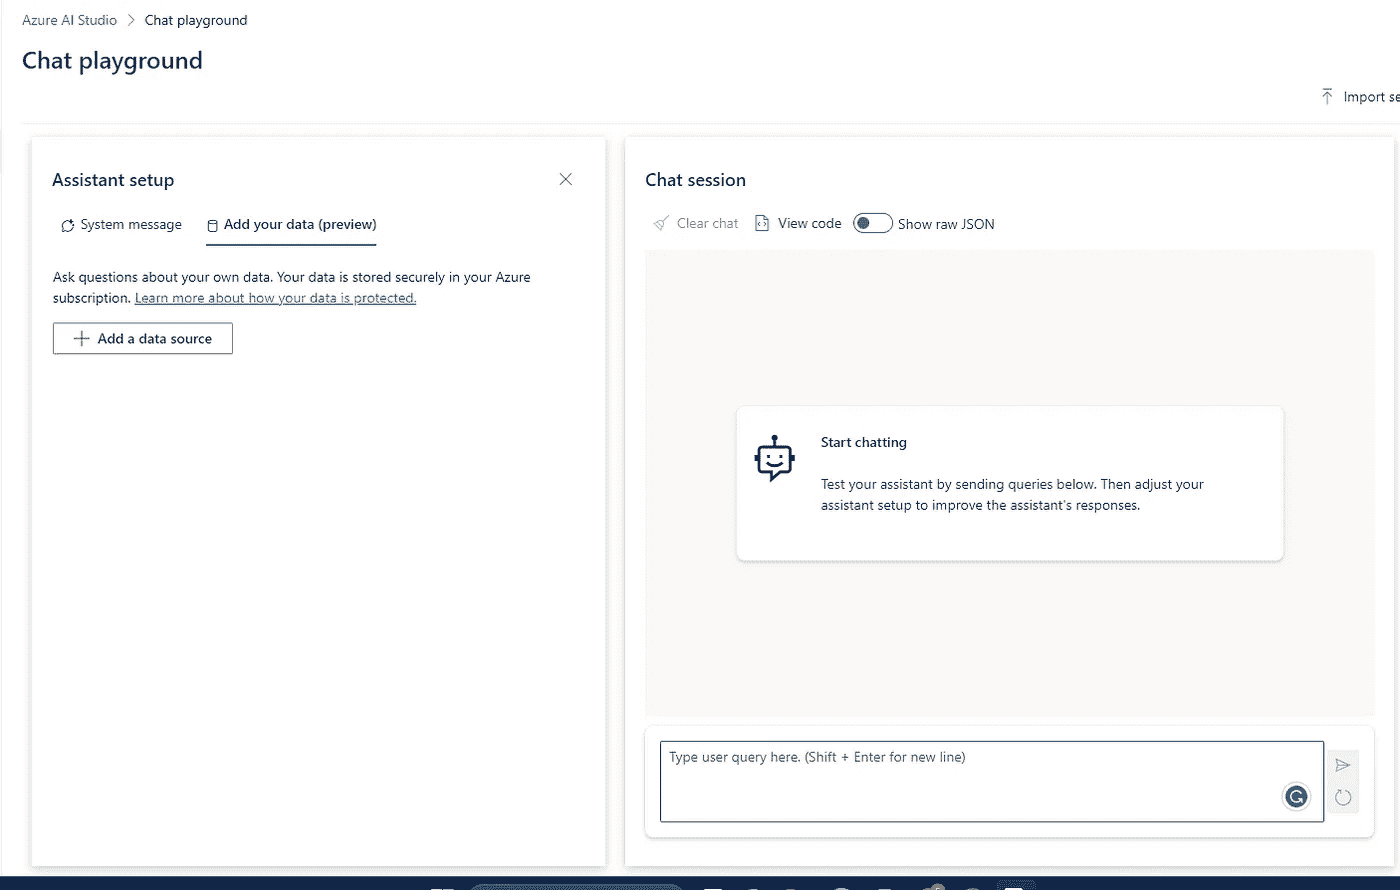 Azure AI Studio > Chat playground
Chat playground
Import se
Assistant setup
System message
Add your data (preview)
Ask questions about your own data. Your data is stored securely in your Azure
subscription. Learn more about how your data is protected.
Add a data source
Chat session
Clear chat
View code
Show raw JSON
Start chatting
Test your assistant by sending queries below. Then adjust your
assistant setup to improve the assistant's responses.
Type user query here. (Shift + Enter for new line)